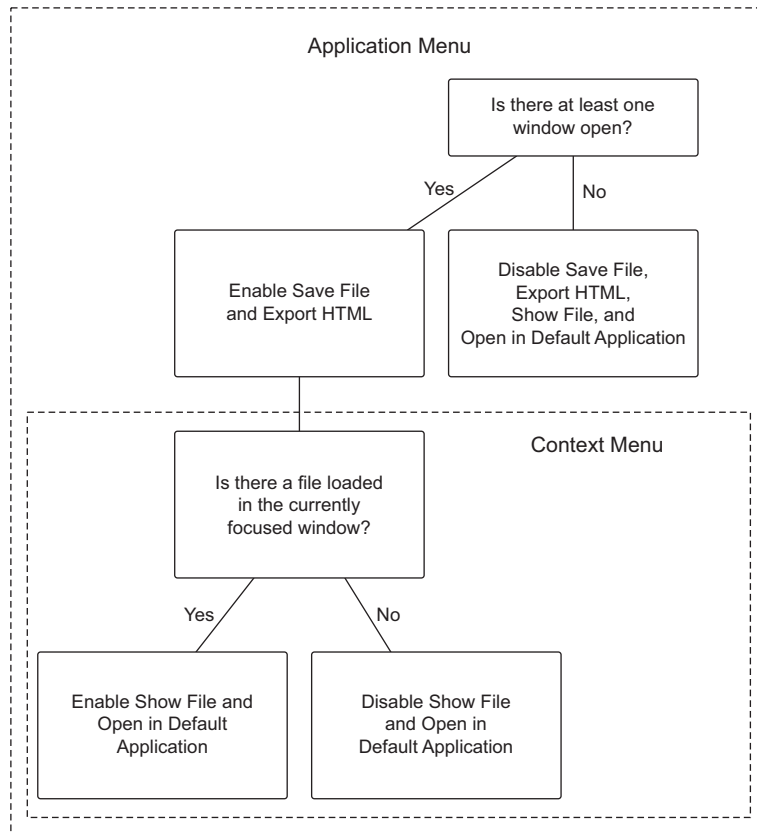 Application Menu
Is there at least one
window open?
Yes
No
Enable Save File
and Export HTML
Disable Save File,
Export HTML,
Show File, and
Open in Default Application
Context Menu
Is there a file loaded
in the currently
focused window?
Yes
No
Enable Show File and
Open in Default
Application
Disable Show File
and Open in
Default Application